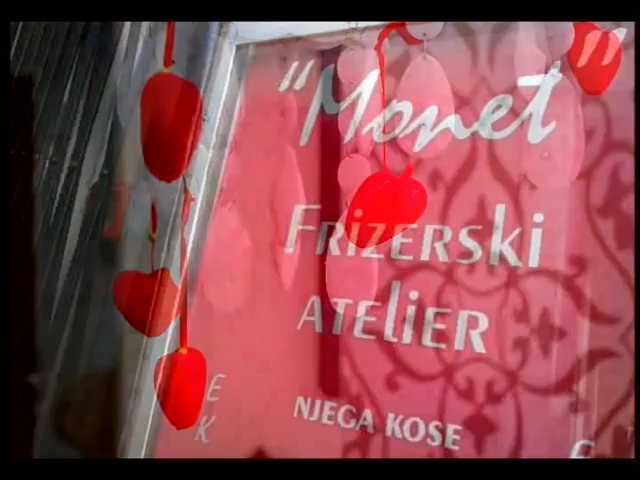 "Monet"
Frizerski
atelier
NJEGA KOSE
E
K